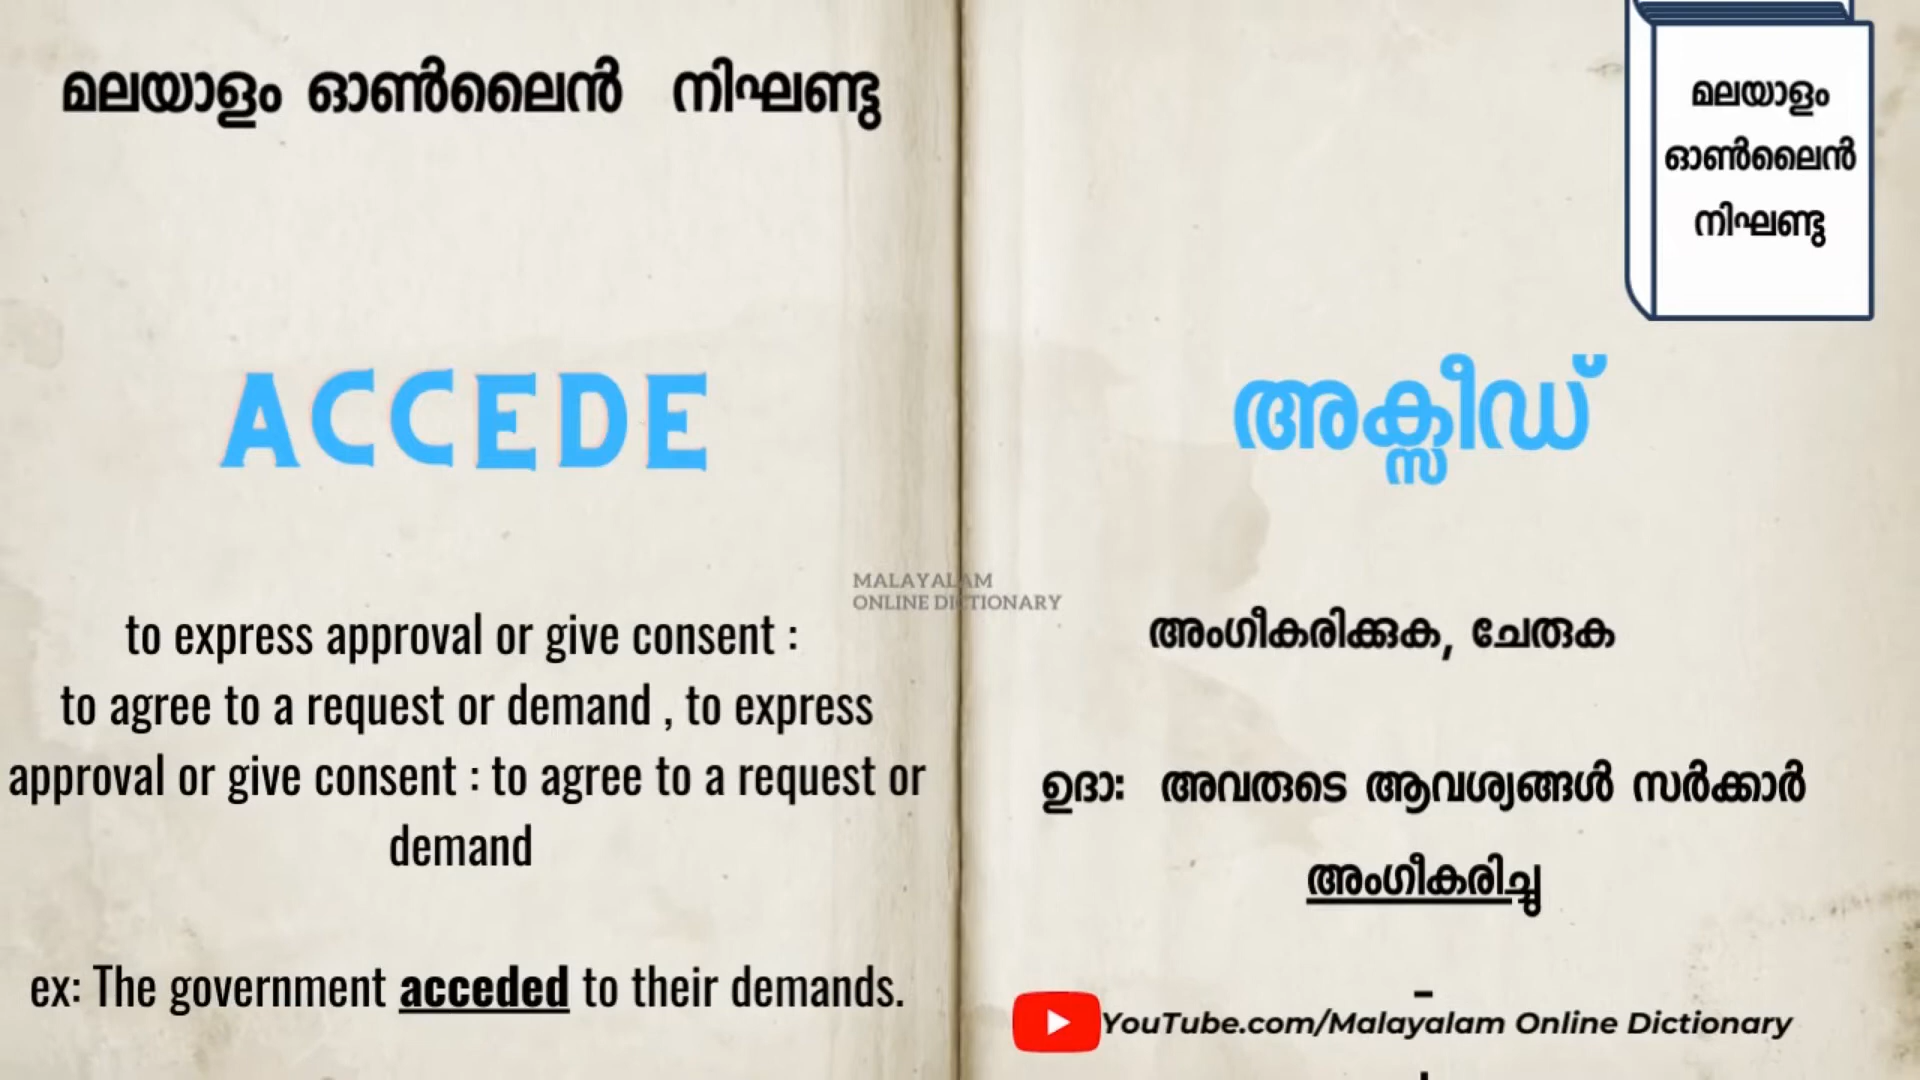 മലയാളം ഓൺലൈൻ നിഘണ്ടു
മലയാളം
ഓൺലൈൻ
നിഘണ്ടു
ACCEDE
അക്സീഡ്
MALAYALAM
ONLINE DICTIONARY
to express approval or give consent :
to agree to a request or demand , to express
approval or give consent : to agree to a request or
demand
ex: The government acceded to their demands.
അംഗീകരിക്കുക, ചേരുക
ഉദാ: അവരുടെ ആവശ്യങ്ങൾ സർക്കാർ
അംഗീകരിച്ചു
YouTube.com/Malayalam Online Dictionary